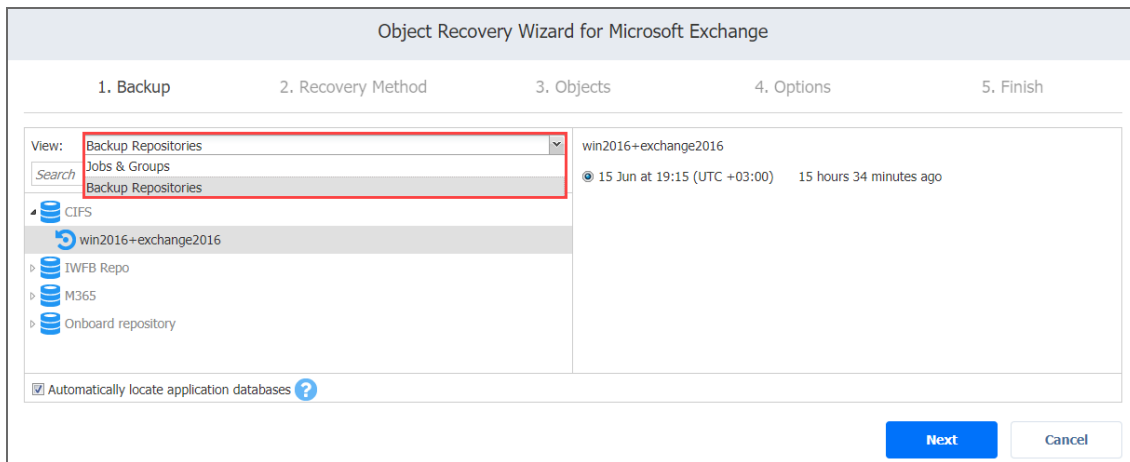 Object Recovery Wizard for Microsoft Exchange
1. Backup 2. Recovery Method 3. Objects 4. Options 5. Finish
View: Backup Repositories
Jobs & Groups
Search
Backup Repositories
CIFS
win2016+exchange2016
IWFB Repo
M365
Onboard repository
win2016+exchange2016
15 Jun at 19:15 (UTC +03:00) 15 hours 34 minutes ago
Automatically locate application databases ?
Next Cancel